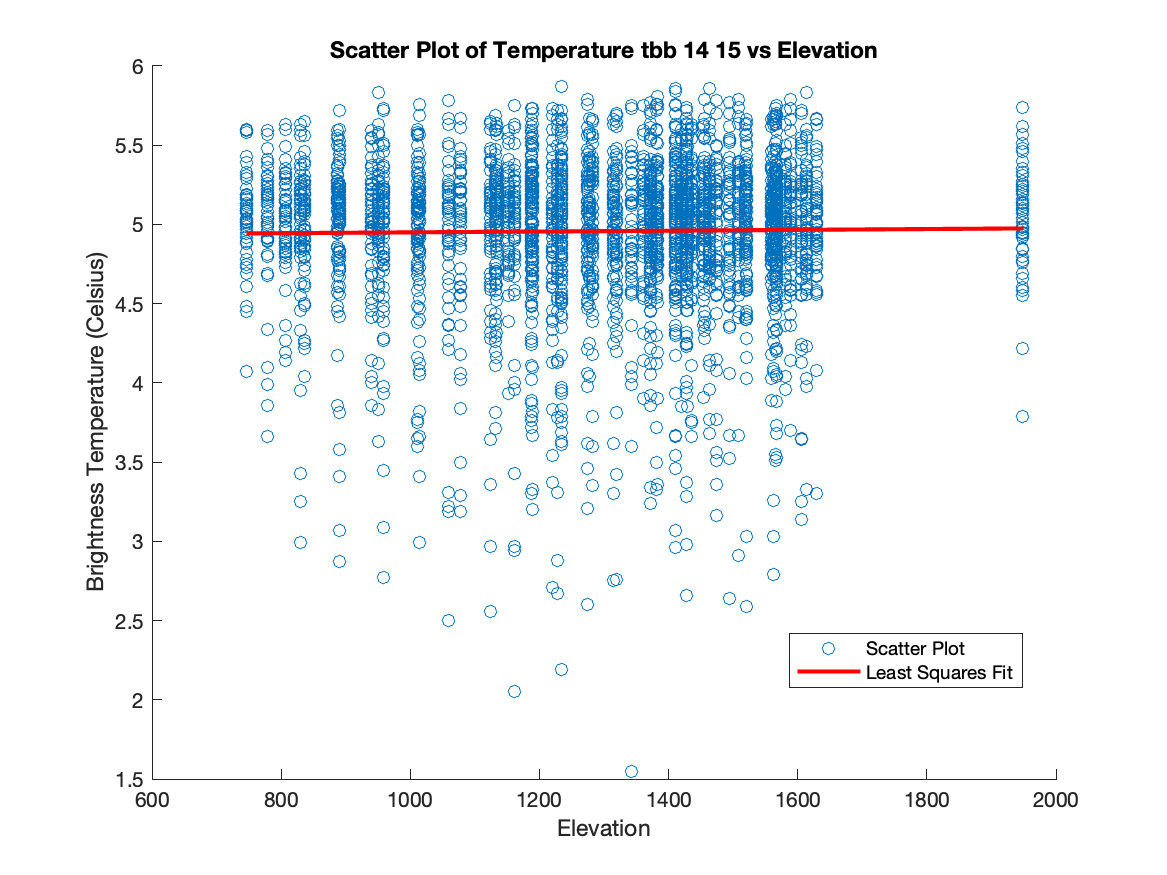 Scatter Plot of Temperature tbb 14 15 vs Elevation
6
5.5
5
4.5
4
3.5
3
2.5
2
1.5
Brightness Temperature (Celsius)
Scatter Plot
Least Squares Fit
600 800 1000 1200 1400 1600 1800 2000
Elevation